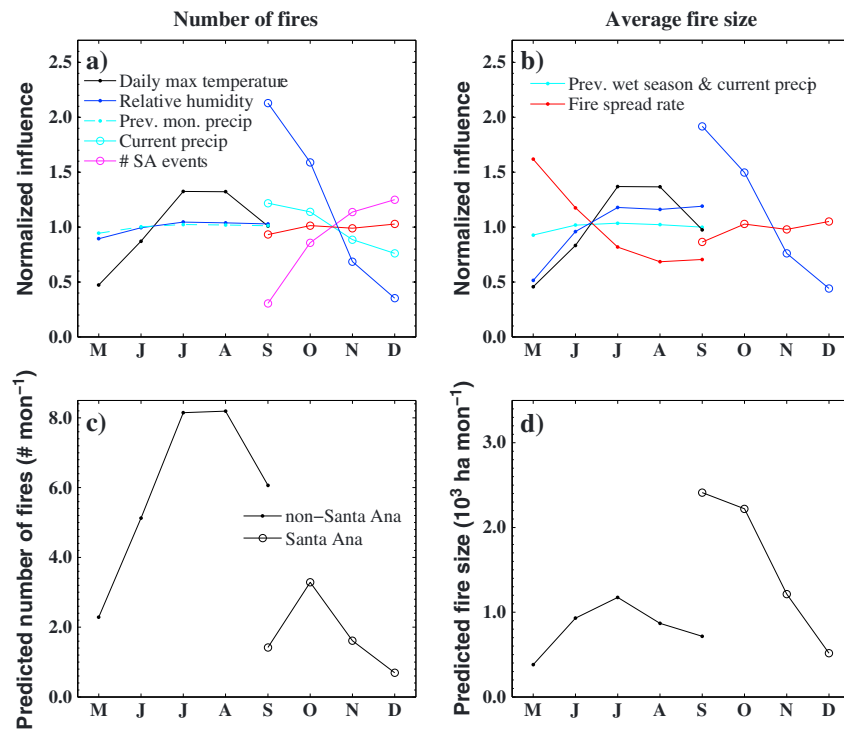 Number of fires
Average fire size
a)
Daily max temperature
Relative humidity
Prev. mon. precip
Current precip
# SA events
Normalized influence
2.5
2.0
1.5
1.0
0.5
0.0
M J J A S O N D
b)
Prev. wet season & current precip
Fire spread rate
Normalized influence
2.5
2.0
1.5
1.0
0.5
0.0
M J J A S O N D
c)
non−Santa Ana
Santa Ana
Predicted number of fires (# mon−1)
8.0
6.0
4.0
2.0
0.0
M J J A S O N D
d)
Predicted fire size (10³ ha mon−1)
3.0
2.0
1.0
0.0
M J J A S O N D